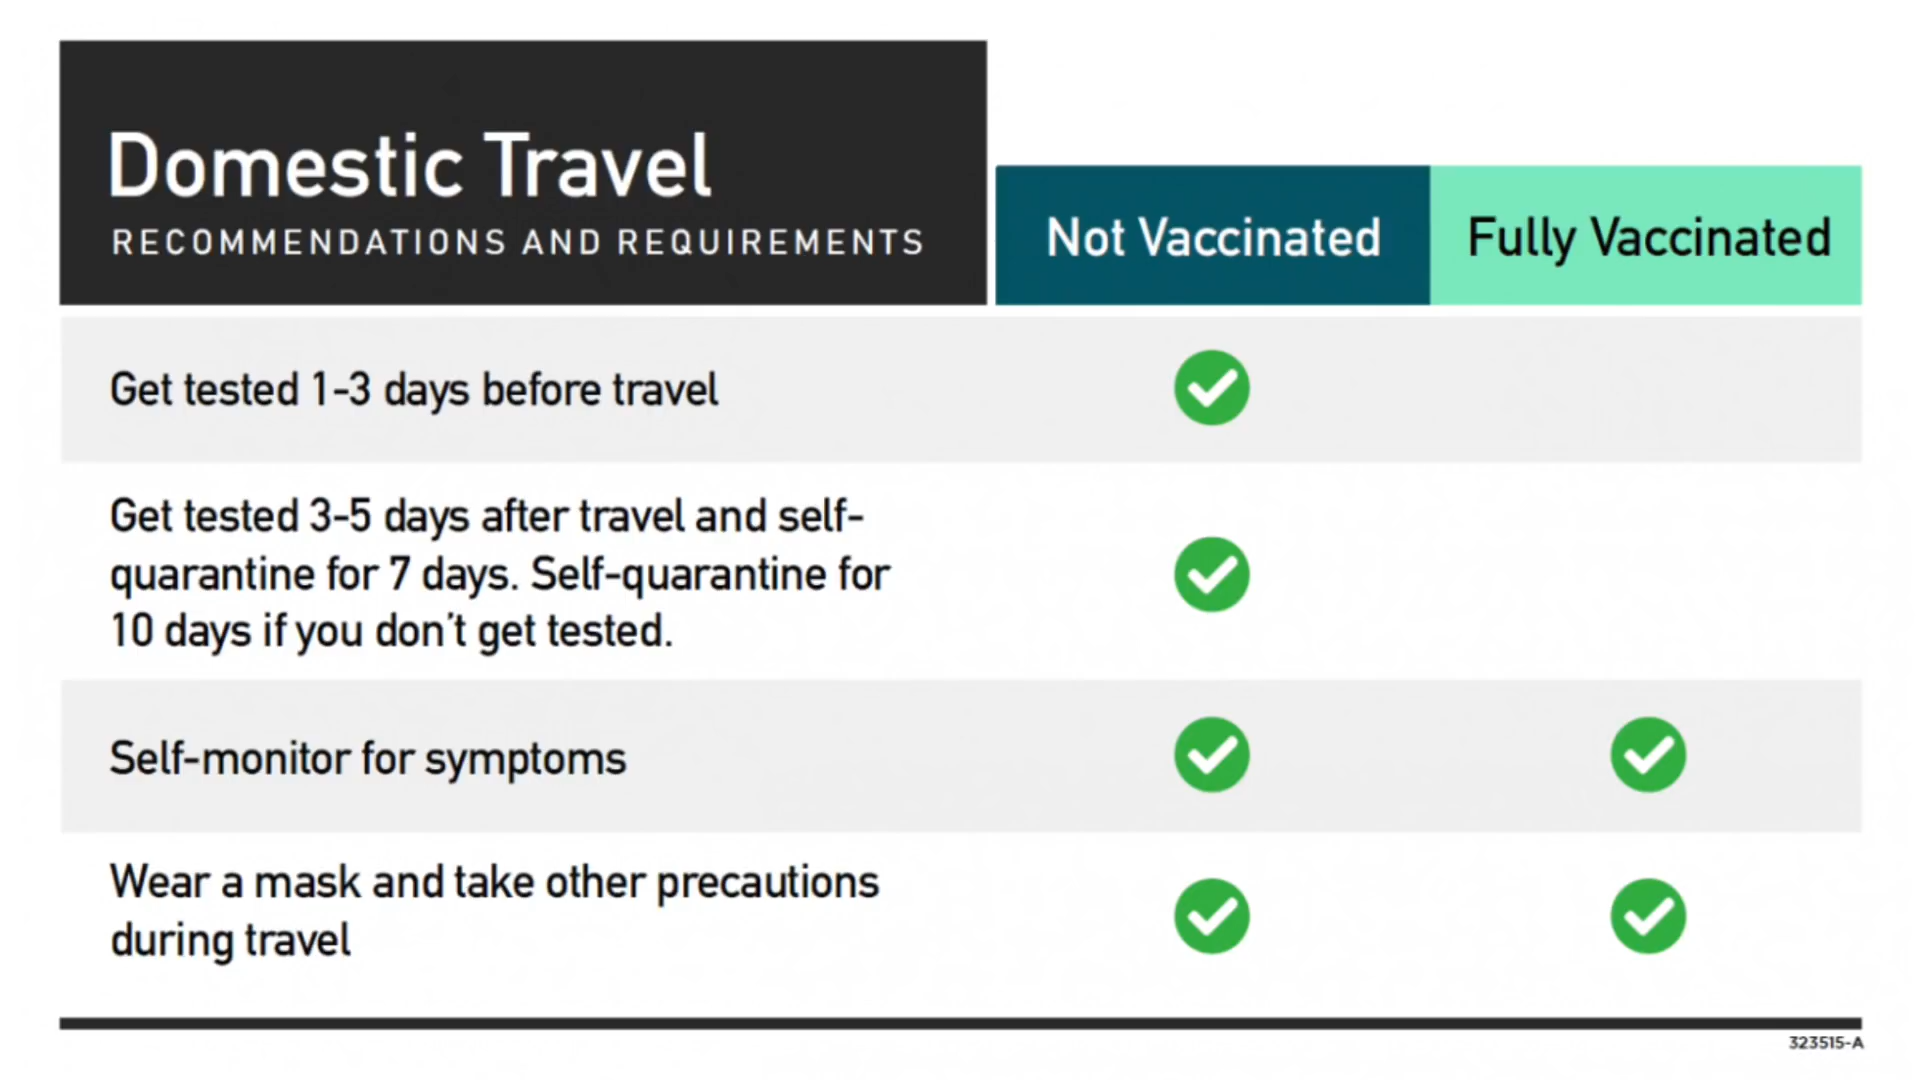 Domestic Travel
RECOMMENDATIONS AND REQUIREMENTS
Not Vaccinated
Fully Vaccinated
Get tested 1-3 days before travel
Get tested 3-5 days after travel and self-
quarantine for 7 days. Self-quarantine for
10 days if you don't get tested.
Self-monitor for symptoms
Wear a mask and take other precautions
during travel
323515-A